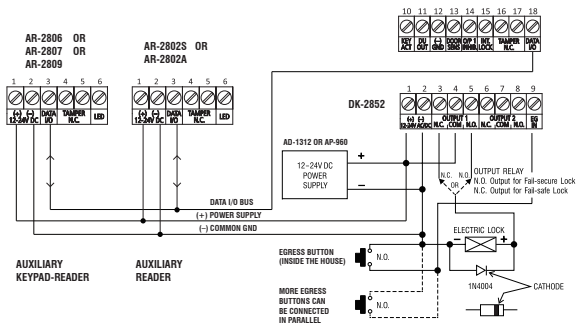 AR-2806 OR
AR-2807 OR
AR-2809
AR-2802S OR
AR-2802A
10 11 12 13 14 15 16 17 18
KEY ACT
DU OUT
(–) GND
DOOR SENS
O/P 1 INHIB.
INT. LOCK
TAMPER N.C.
DATA I/O
1 2 3 4 5 6
(+) (–)
12-24V DC
DATA I/O
TAMPER N.C.
LED
1 2 3 4 5 6
(+) (–)
12-24V DC
DATA I/O
TAMPER N.C.
LED
DK-2852
1 2 3 4 5 6 7 8 9
(+) (–)
12-24V AC/DC
OUTPUT 1
N.C. , COM , N.O.
OUTPUT 2
N.C. , COM , N.O.
EG IN
AD-1312 OR AP-960
12–24V DC
POWER
SUPPLY
+
–
N.C. N.O.
OR
OUTPUT RELAY
N.O. Output for Fail-secure Lock
N.C. Output for Fail-safe Lock
DATA I/O BUS
(+) POWER SUPPLY
(–) COMMON GND
ELECTRIC LOCK
– +
1N4004
CATHODE
AUXILIARY
KEYPAD-READER
AUXILIARY
READER
EGRESS BUTTON
(INSIDE THE HOUSE)
N.O.
MORE EGRESS
BUTTONS CAN
BE CONNECTED
IN PARALLEL
N.O.